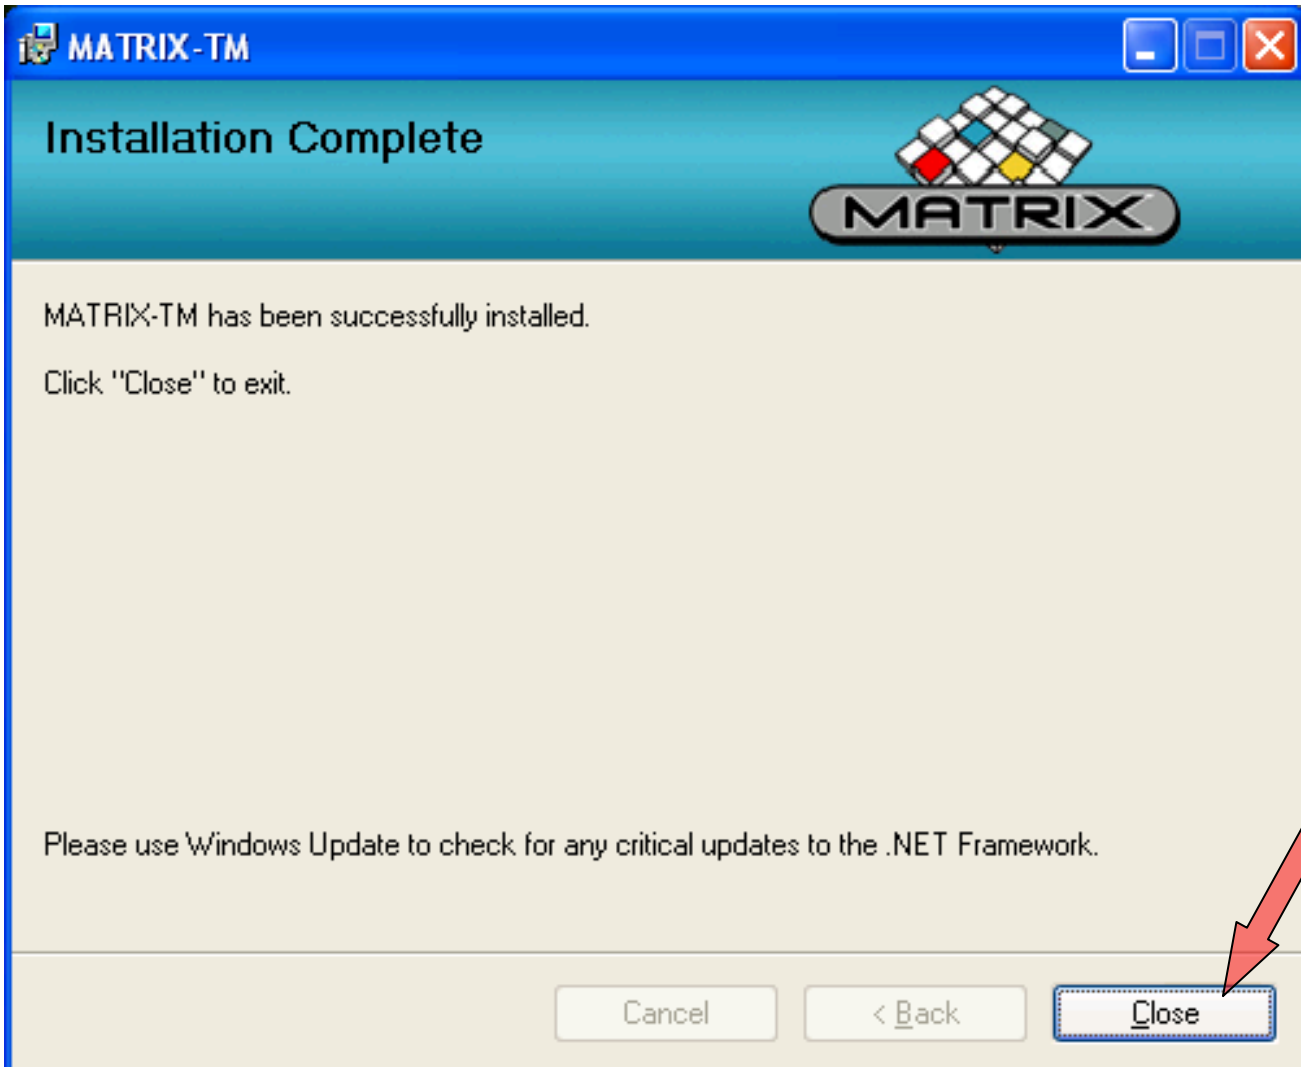 MATRIX-TM
Installation Complete
MATRIX
MATRIX-TM has been successfully installed.
Click "Close" to exit.
Please use Windows Update to check for any critical updates to the .NET Framework.
Cancel
< Back
Close